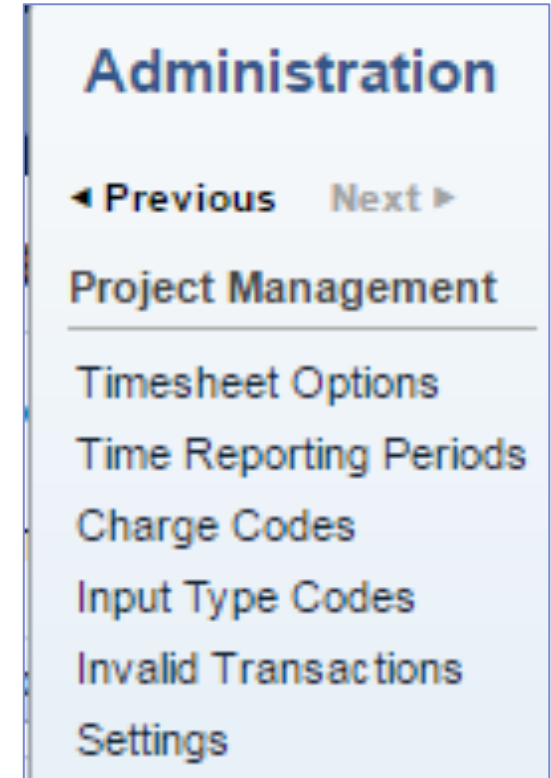 Administration
◄ Previous Next ►
Project Management
Timesheet Options
Time Reporting Periods
Charge Codes
Input Type Codes
Invalid Transactions
Settings